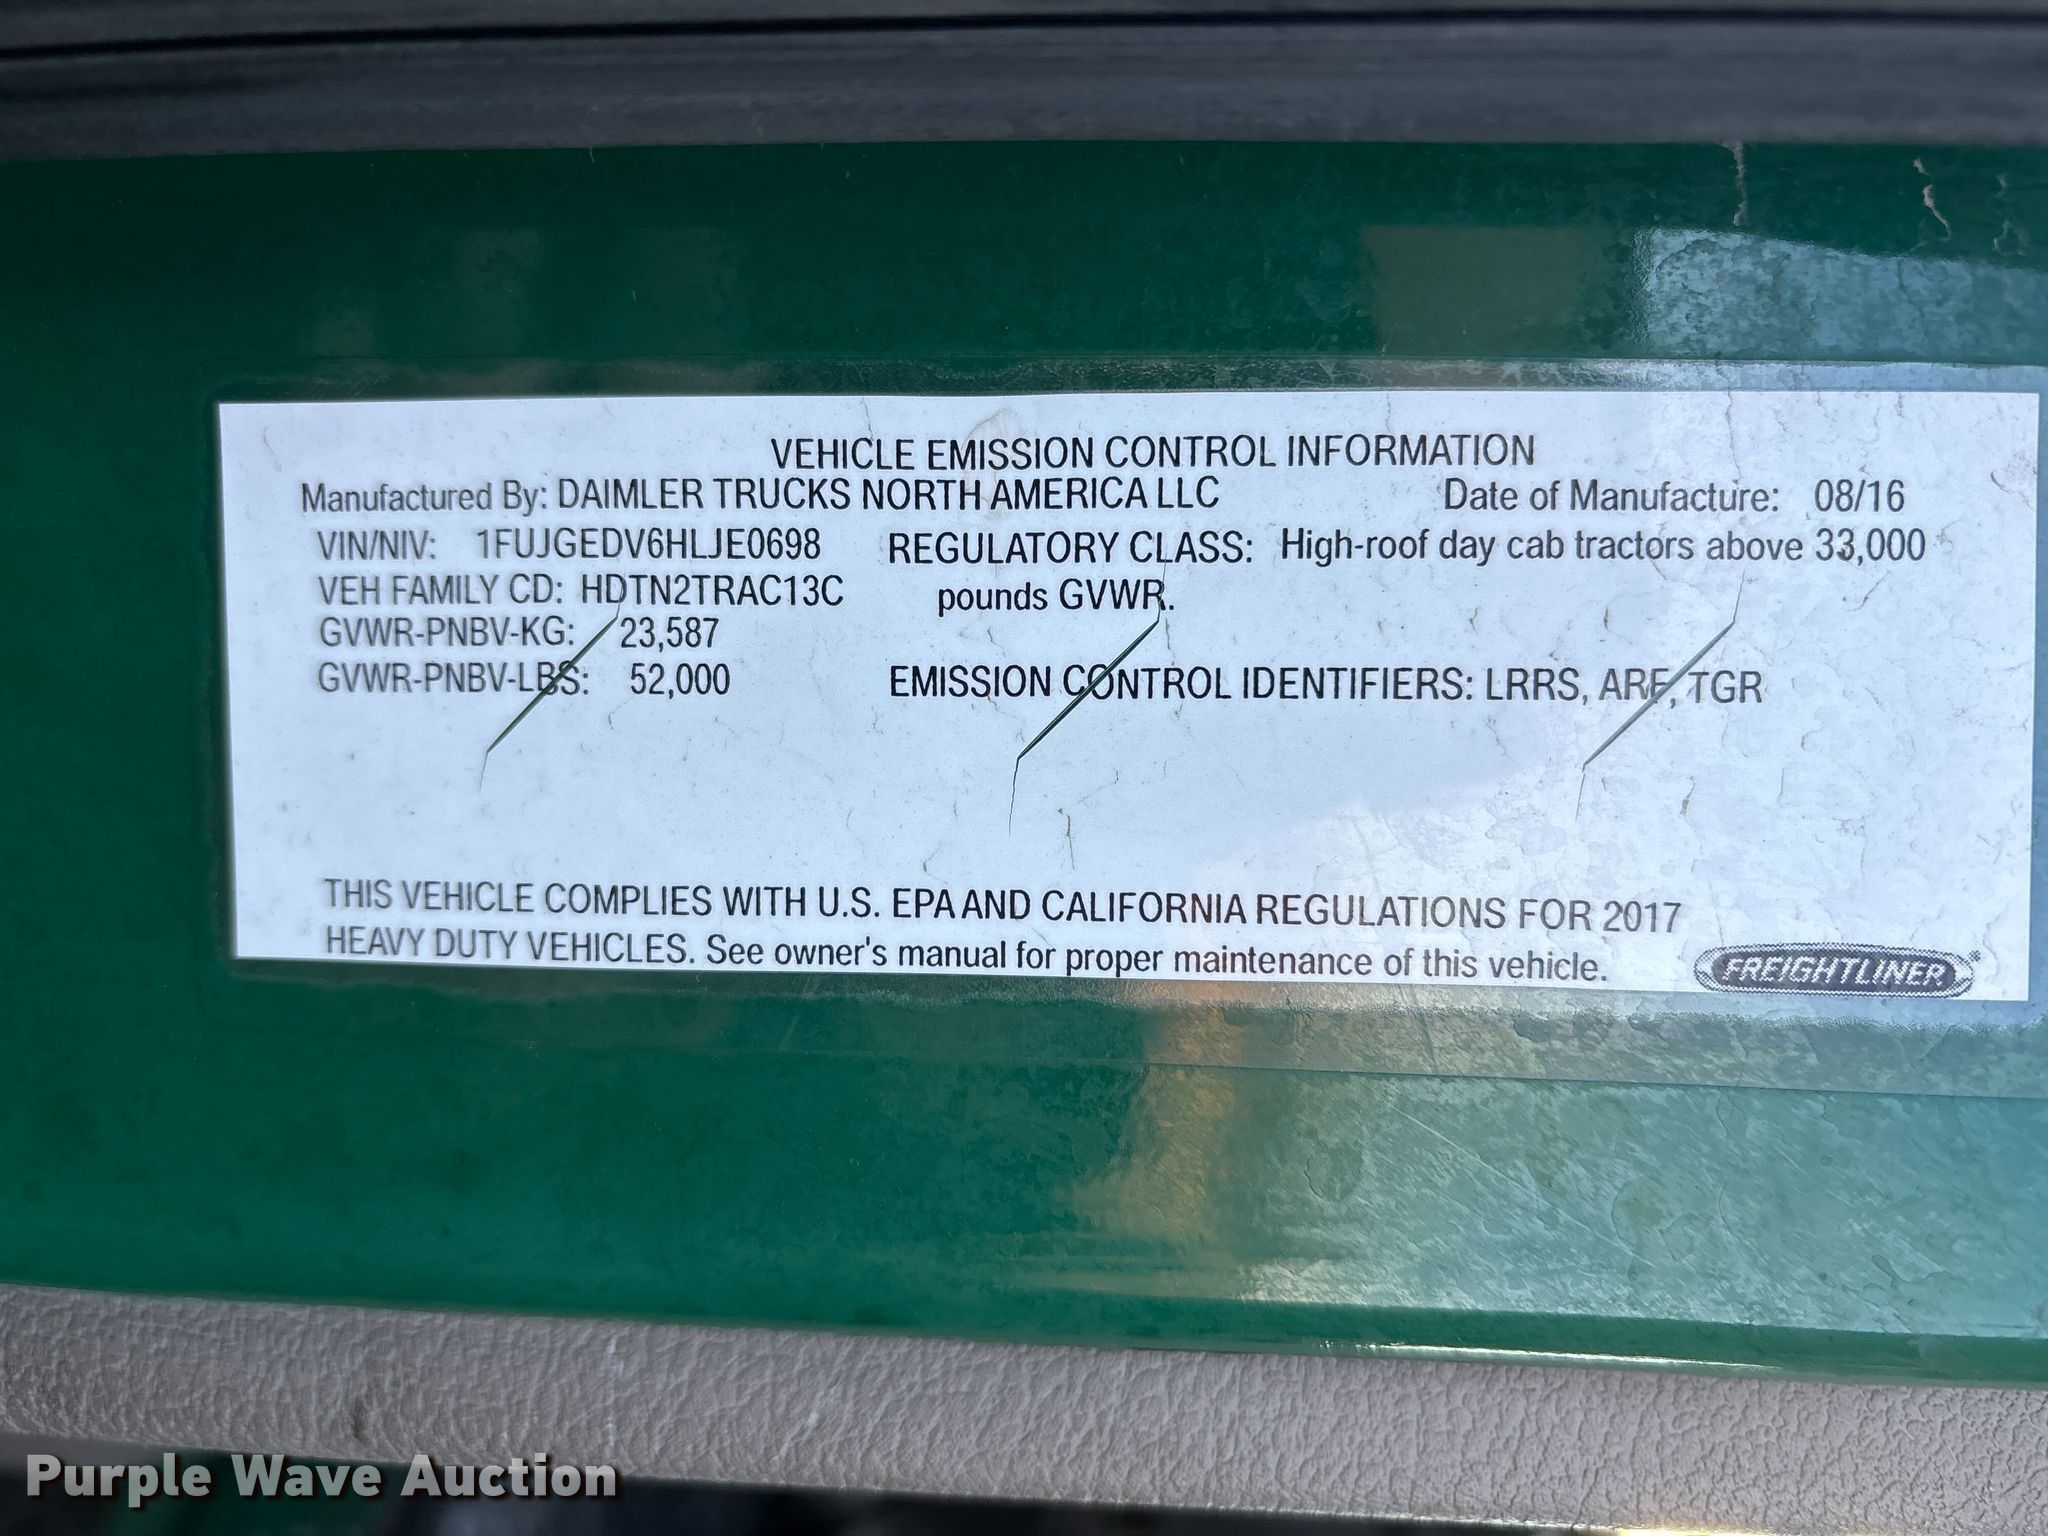 VEHICLE EMISSION CONTROL INFORMATION
Manufactured By: DAIMLER TRUCKS NORTH AMERICA LLC Date of Manufacture: 08/16
VIN/NIV: 1FUJGEDV6HLJE0698 REGULATORY CLASS: High-roof day cab tractors above 33,000
VEH FAMILY CD: HDTN2TRAC13C pounds GVWR.
GVWR-PNBV-KG: 23,587
GVWR-PNBV-LBS: 52,000 EMISSION CONTROL IDENTIFIERS: LRRS, ARF, TGR
THIS VEHICLE COMPLIES WITH U.S. EPA AND CALIFORNIA REGULATIONS FOR 2017
HEAVY DUTY VEHICLES. See owner's manual for proper maintenance of this vehicle.
FREIGHTLINER
Purple Wave Auction